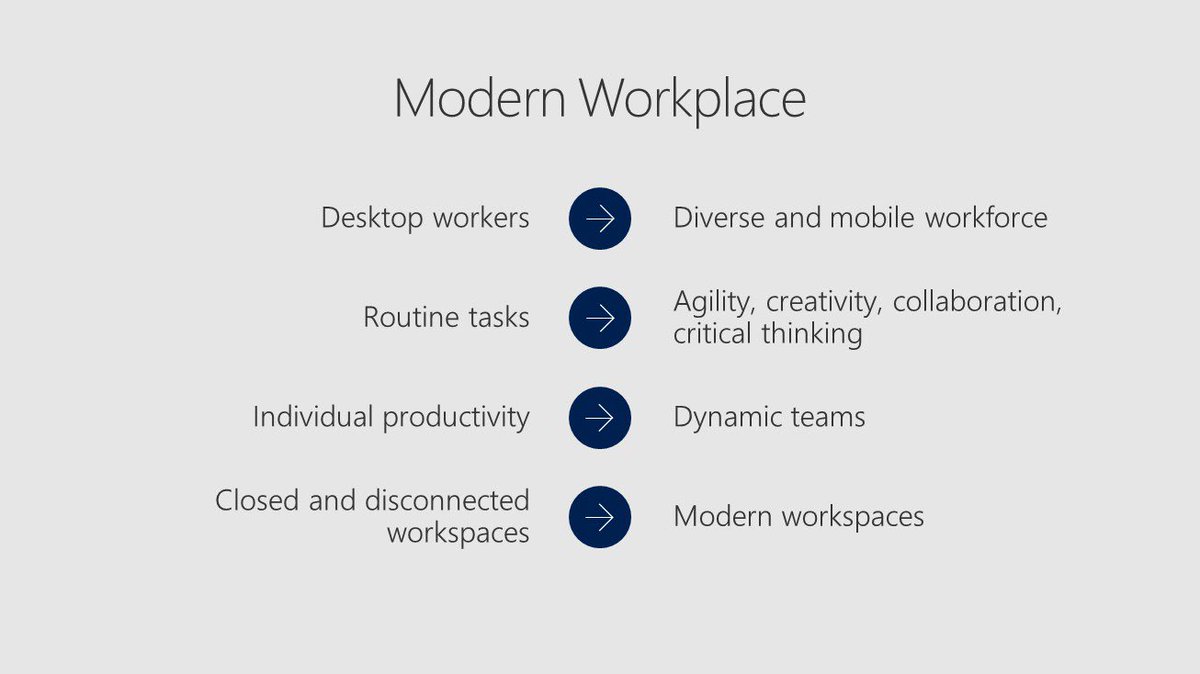 Modern Workplace
Desktop workers
Diverse and mobile workforce
Routine tasks
Agility, creativity, collaboration,
critical thinking
Individual productivity
Dynamic teams
Closed and disconnected
workspaces
Modern workspaces